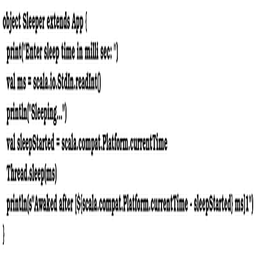 object Sleeper extends App {
print("Enter sleep time in milli sec: ")
val ms = scala.io.StdIn.readInt()
println("Sleeping...")
val sleepStarted = scala.compat.Platform.currentTime
Thread.sleep(ms)
println(s"Awaked after [${scala.compat.Platform.currentTime - sleepStarted} ms]1")
}